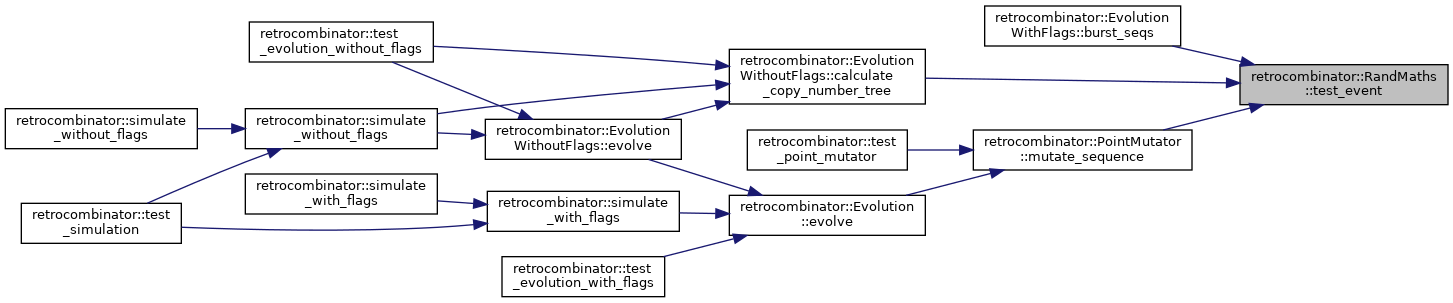 retrocombinator::test
_evolution_without_flags
retrocombinator::Evolution
WithFlags::burst_seqs
retrocombinator::Evolution
WithoutFlags::calculate
_copy_number_tree
retrocombinator::RandMaths
::test_event
retrocombinator::simulate
_without_flags
retrocombinator::simulate
_without_flags
retrocombinator::Evolution
WithoutFlags::evolve
retrocombinator::test
_point_mutator
retrocombinator::PointMutator
::mutate_sequence
retrocombinator::simulate
_with_flags
retrocombinator::test
_simulation
retrocombinator::simulate
_with_flags
retrocombinator::Evolution
::evolve
retrocombinator::test
_evolution_with_flags